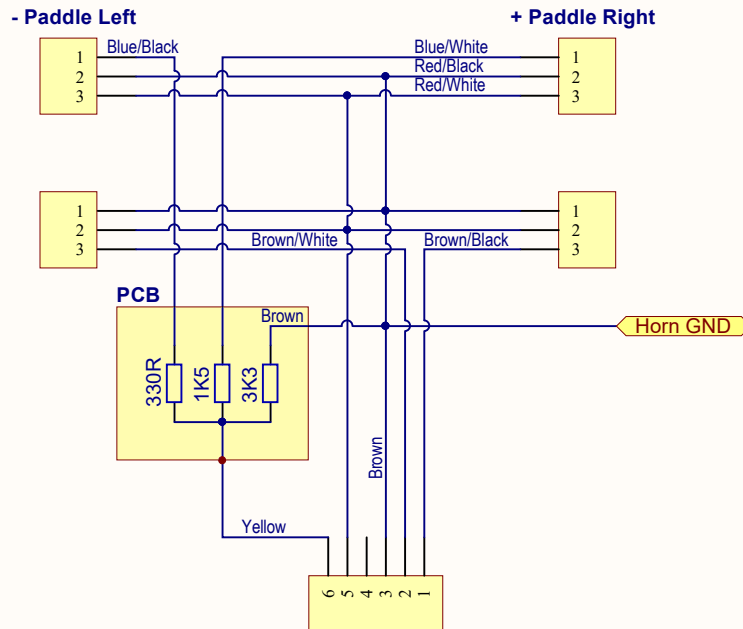 - Paddle Left
+ Paddle Right
Blue/Black
Blue/White
1
1
Red/Black
2
2
Red/White
3
3
1
1
2
2
Brown/White
Brown/Black
3
3
PCB
Brown
Horn GND
330R
1K5
3K3
Brown
Yellow
6
5
4
3
2
1